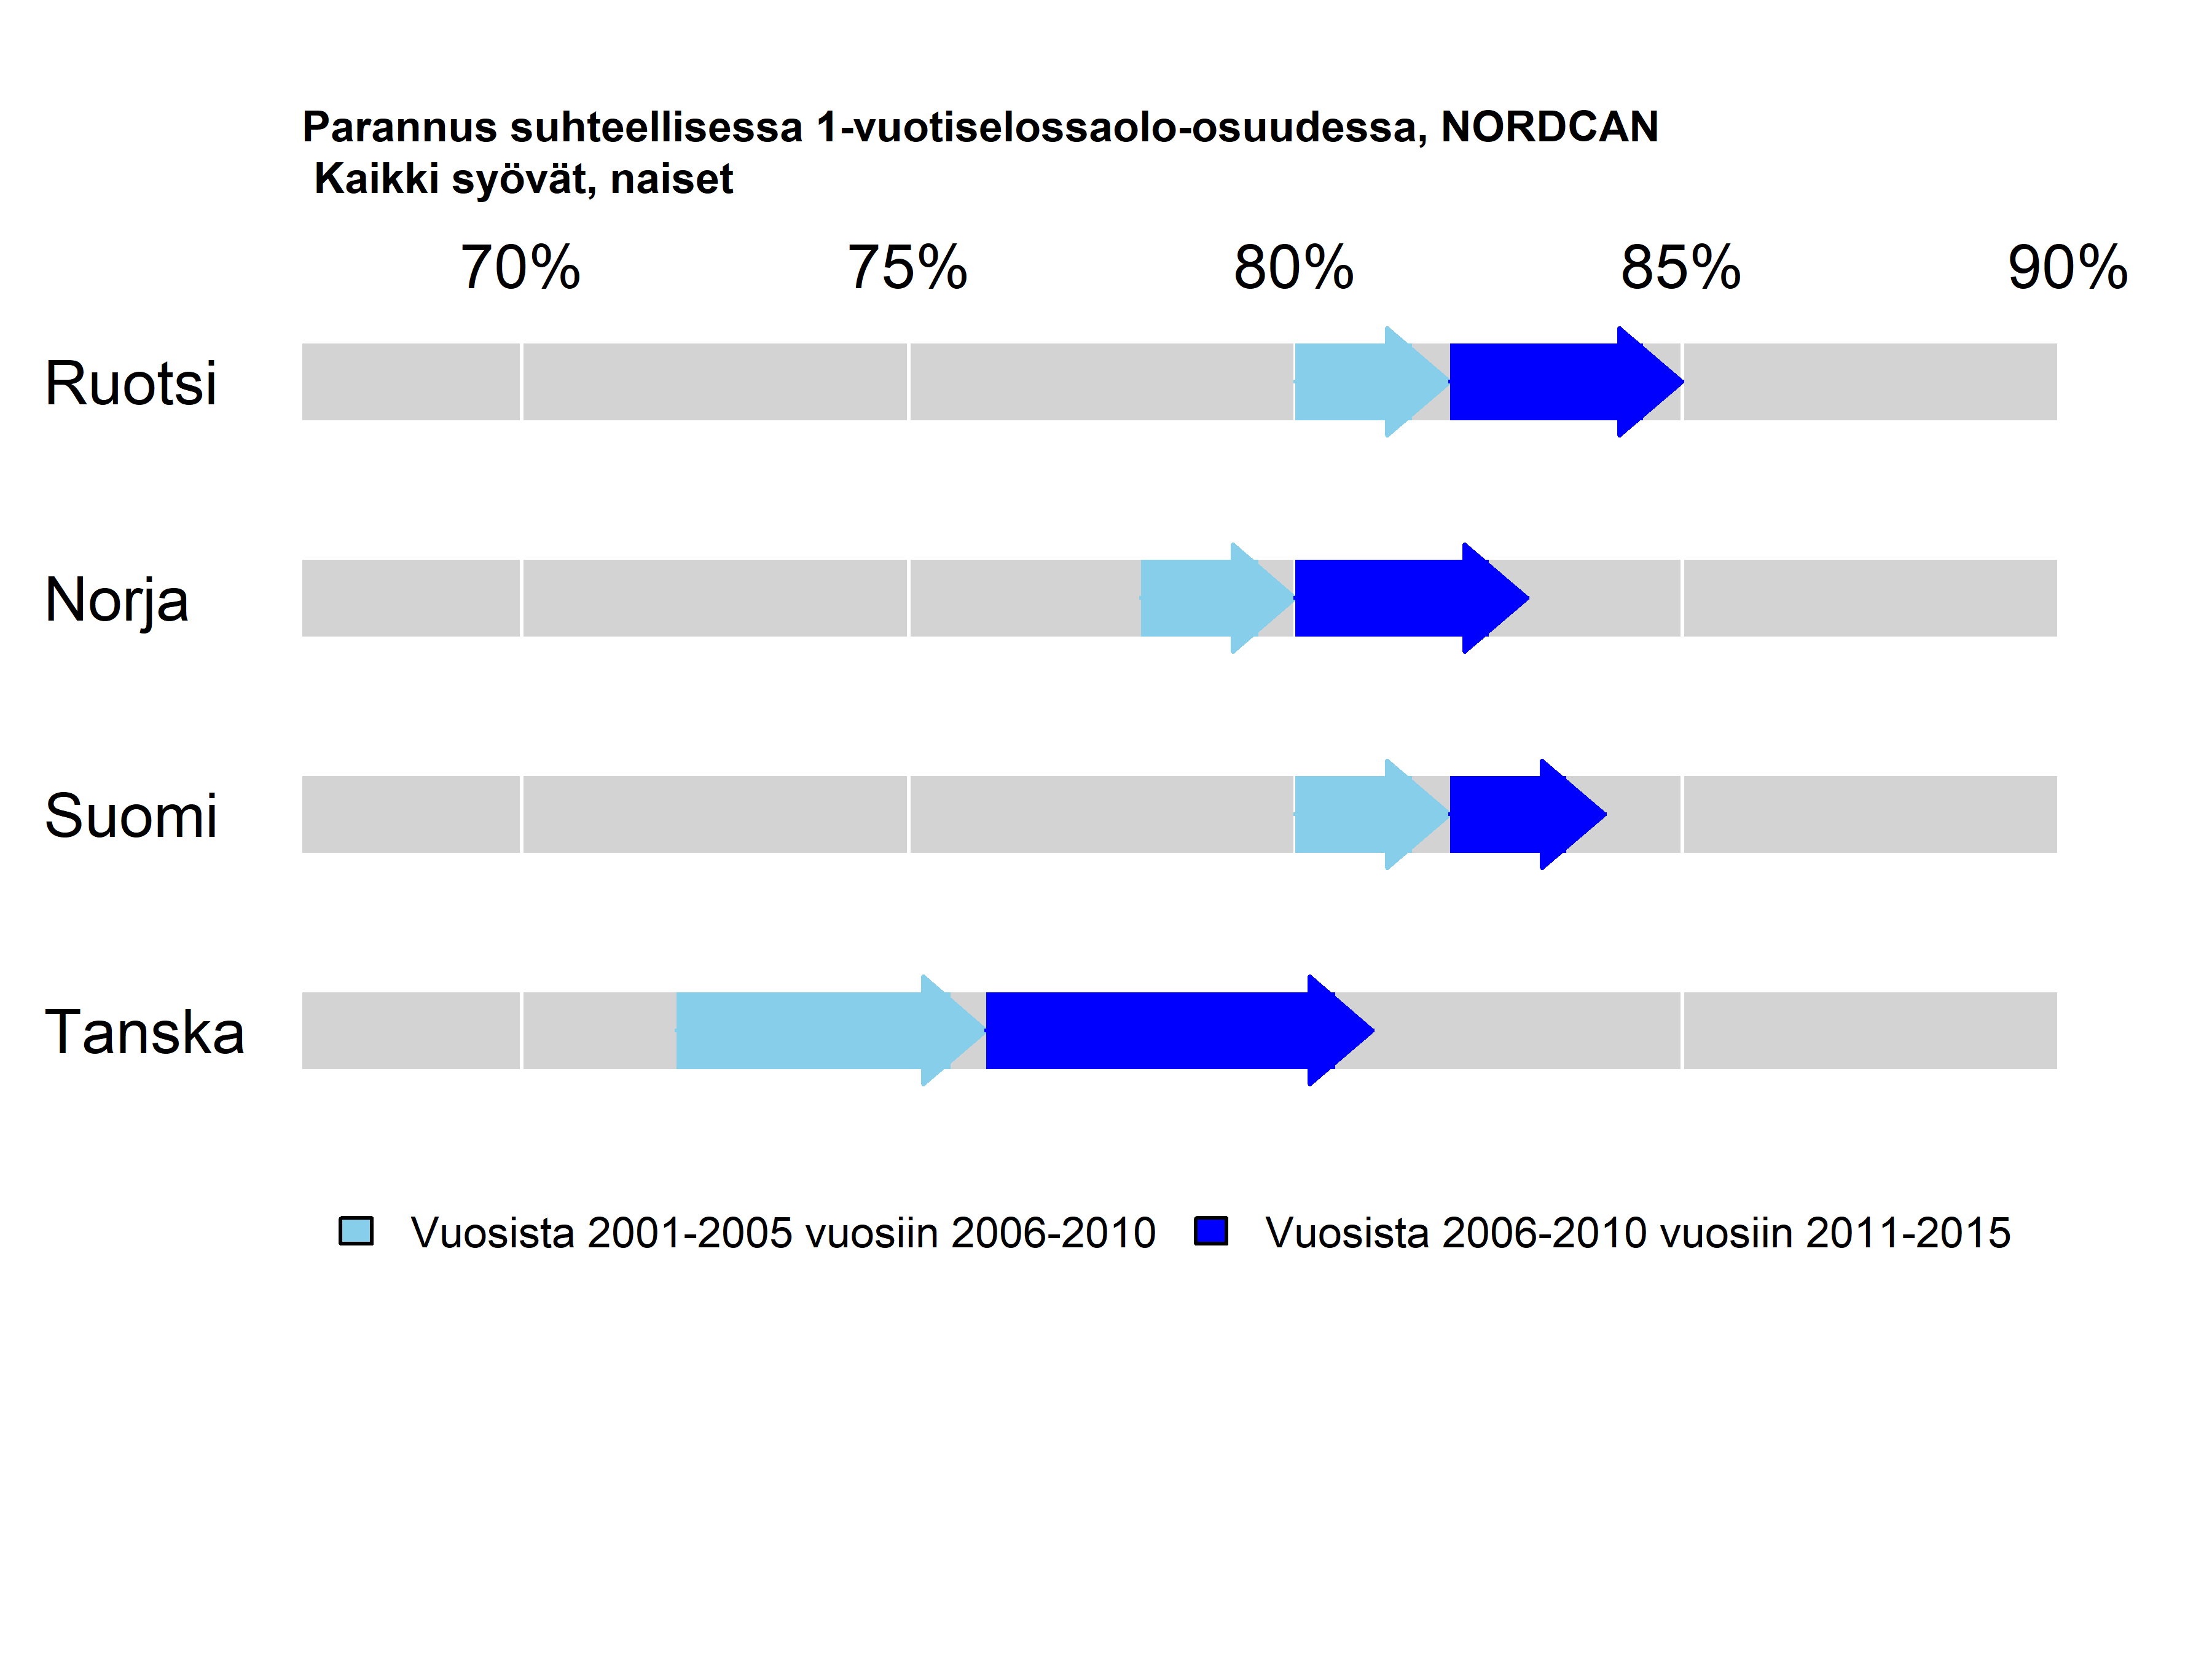 Parannus suhteellisessa 1-vuotiselossaolo-osuudessa, NORDCAN
Kaikki syövät, naiset
70% 75% 80% 85% 90%
Ruotsi
Norja
Suomi
Tanska
Vuosista 2001-2005 vuosiin 2006-2010 Vuosista 2006-2010 vuosiin 2011-2015